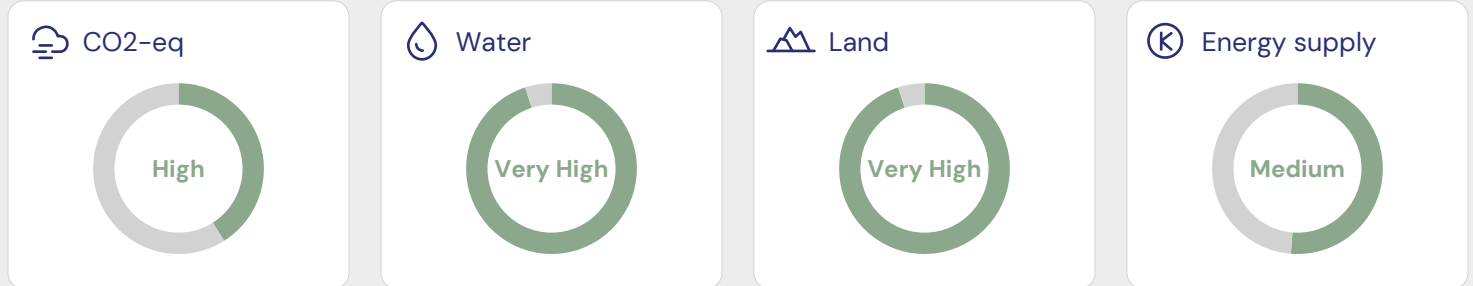 CO2-eq
High
Water
Very High
Land
Very High
Energy supply
Medium